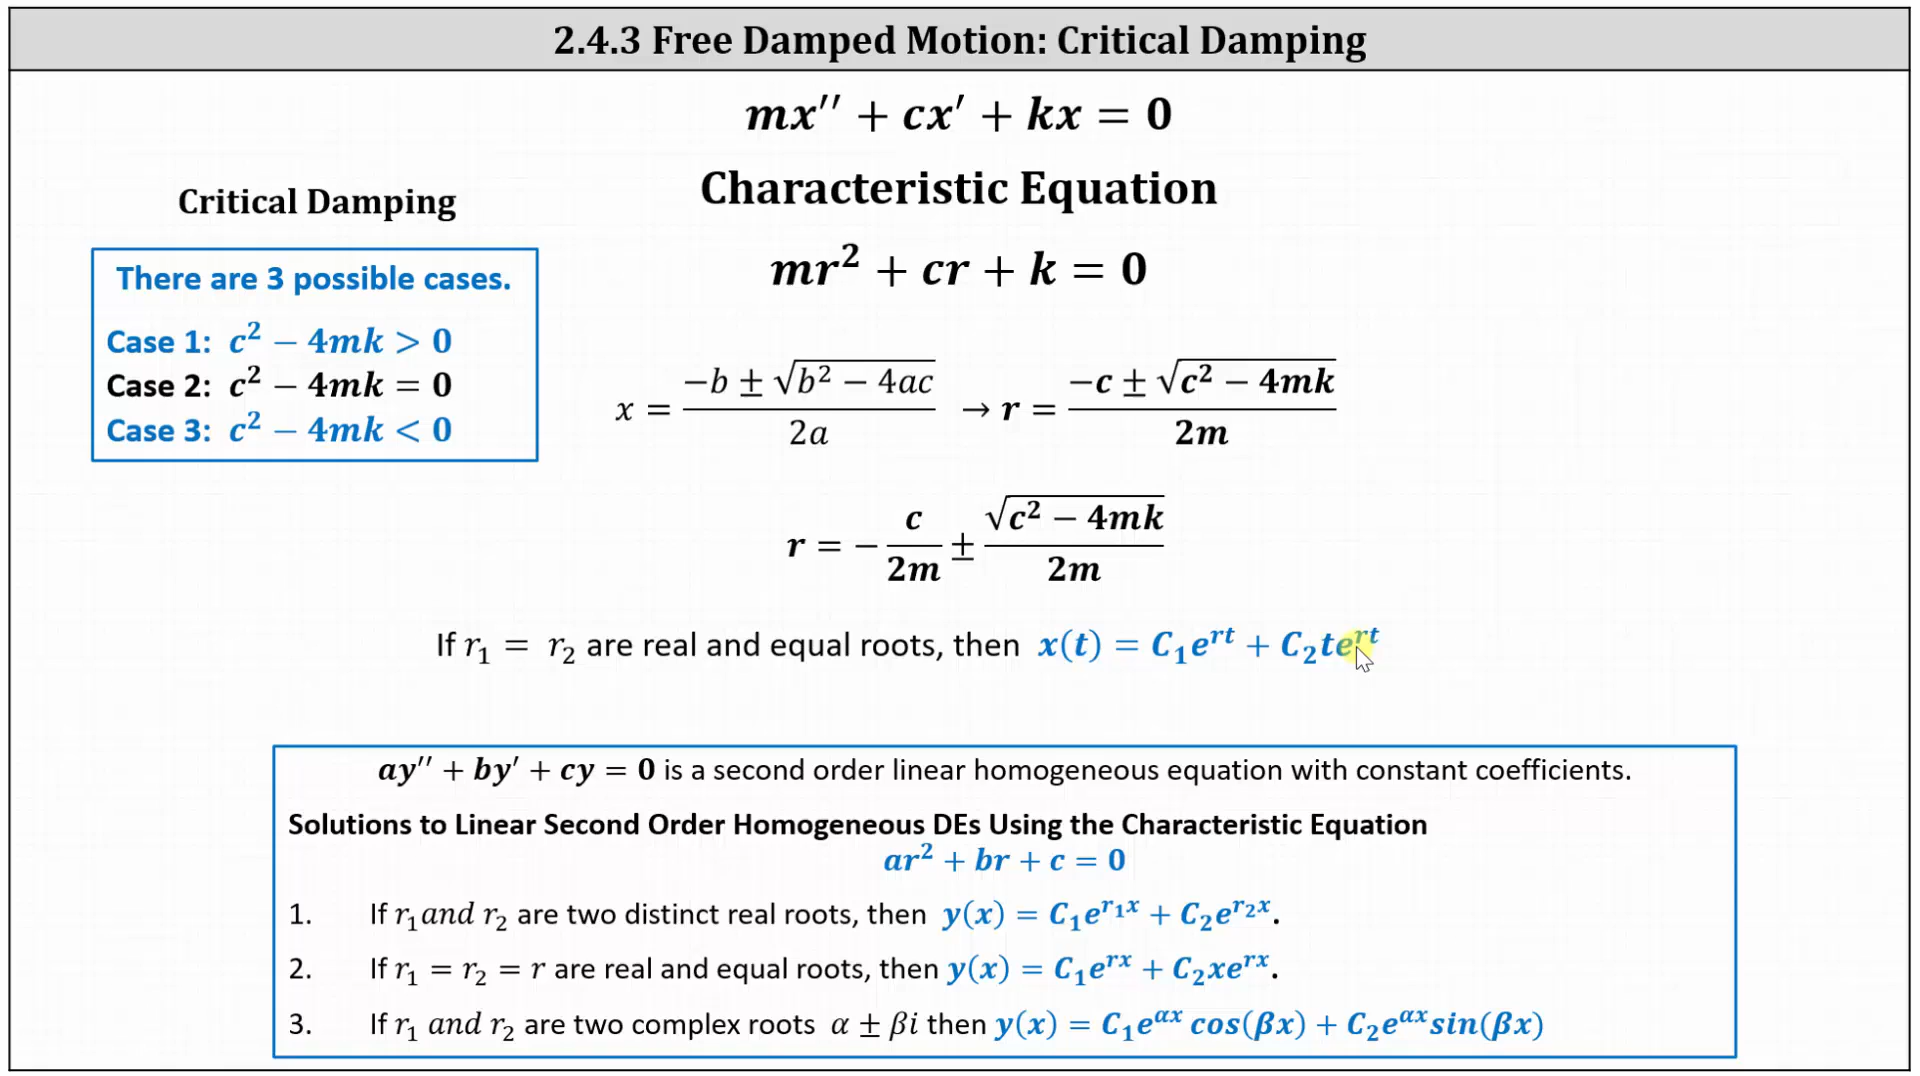 2.4.3 Free Damped Motion: Critical Damping
mx′′ + cx′ + kx = 0
Characteristic Equation
mr² + cr + k = 0
Critical Damping
There are 3 possible cases.
Case 1: c² − 4mk > 0
Case 2: c² − 4mk = 0
Case 3: c² − 4mk < 0
x = (−b ± √(b² − 4ac))/(2a) → r = (−c ± √(c² − 4mk))/(2m)
r = − c/(2m) ± √(c² − 4mk)/(2m)
If r₁ = r₂ are real and equal roots, then x(t) = C₁e^{rt} + C₂te^{rt}
ay′′ + by′ + cy = 0 is a second order linear homogeneous equation with constant coefficients.
Solutions to Linear Second Order Homogeneous DEs Using the Characteristic Equation
ar² + br + c = 0
1. If r₁ and r₂ are two distinct real roots, then y(x) = C₁e^{r₁x} + C₂e^{r₂x}.
2. If r₁ = r₂ = r are real and equal roots, then y(x) = C₁e^{rx} + C₂xe^{rx}.
3. If r₁ and r₂ are two complex roots α ± βi then y(x) = C₁e^{αx} cos(βx) + C₂e^{αx}sin(βx)